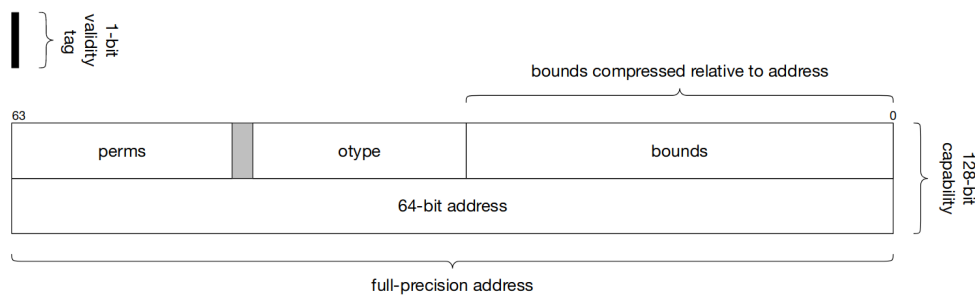 1-bit
validity
tag
bounds compressed relative to address
63
0
perms
otype
bounds
64-bit address
128-bit
capability
full-precision address